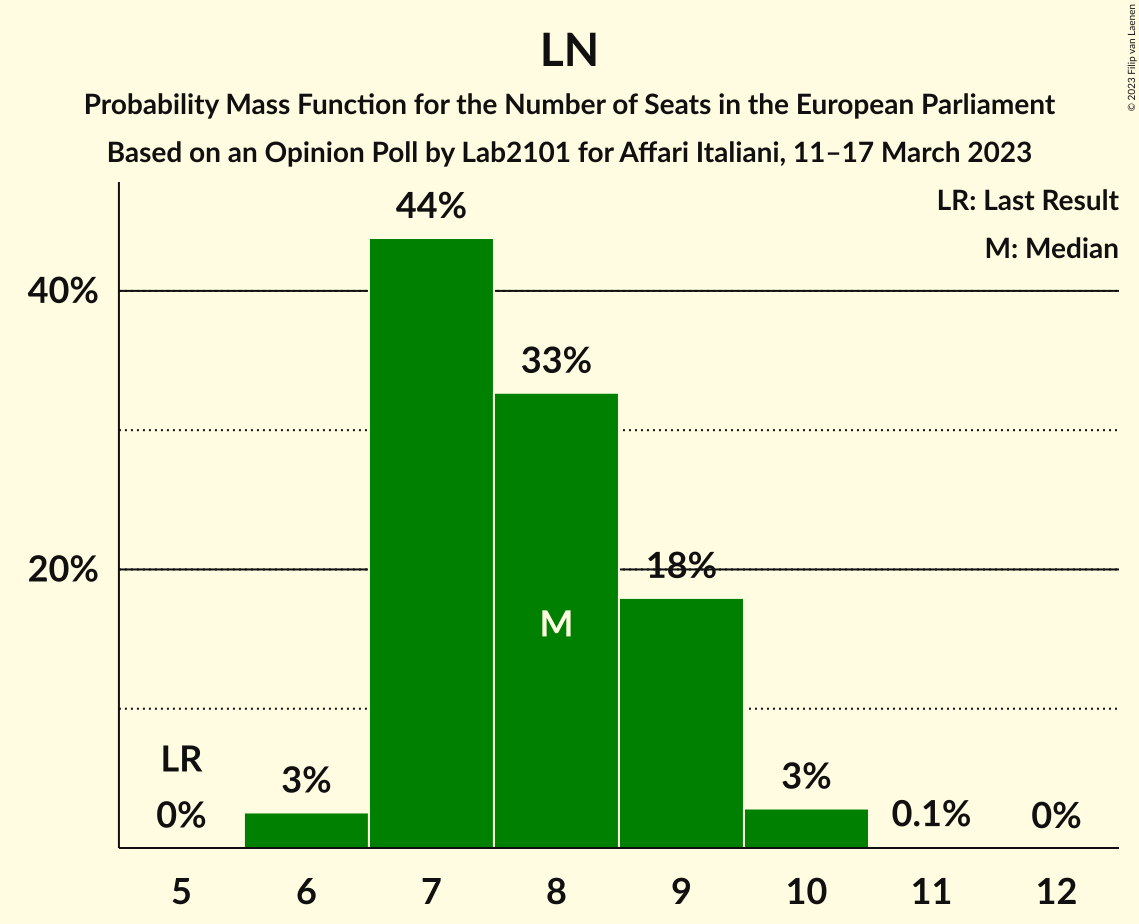 LN
Probability Mass Function for the Number of Seats in the European Parliament
Based on an Opinion Poll by Lab2101 for Affari Italiani, 11–17 March 2023
© 2023 Filip van Laenen
LR: Last Result
M: Median
44%
40%
33%
20%
18%
M
LR
0%
3%
3%
0.1%
0%
5 6 7 8 9 10 11 12